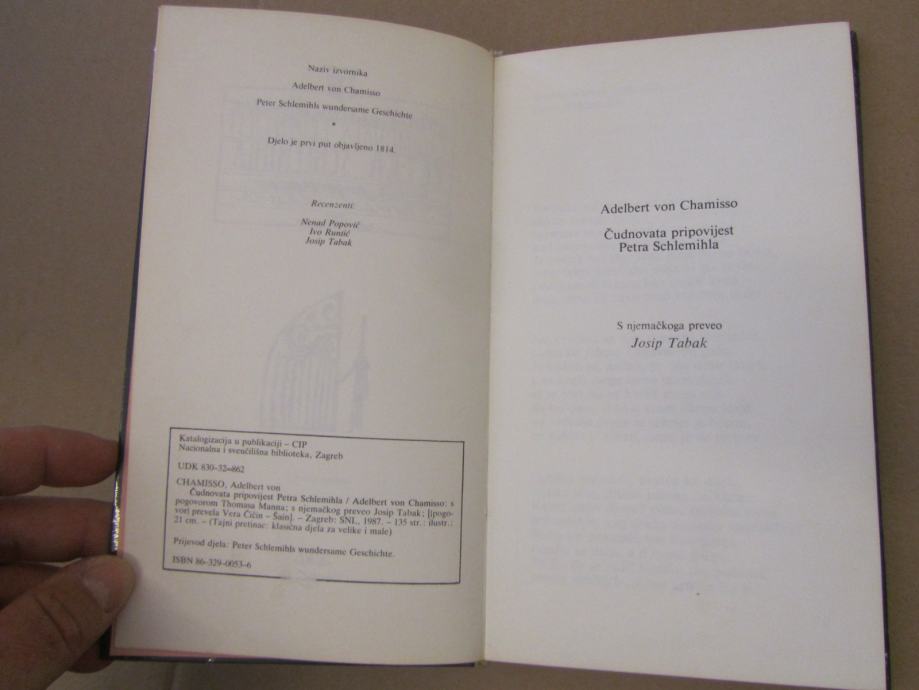 Naziv izvornika
Adelbert von Chamisso
Peter Schlemihls wundersame Geschichte
*
Djelo je prvi put objavljeno 1814.
Recenzenti:
Nenad Popović
Ivo Runtić
Josip Tabak
Katalogizacija u publikaciji – CIP
Nacionalna i sveučilišna biblioteka, Zagreb
UDK 830–32=862
CHAMISSO, Adelbert von
Čudnovata pripovijest Petra Schlemihla / Adelbert von Chamisso: s
pogovorom Thomasa Manna; s njemačkog preveo Josip Tabak; [pogo-
vor] prevela Vera Čičin – Šain]. – Zagreb: SNL, 1987. – 135 str.: ilustr.;
21 cm. – (Tajni pretinac: klasična djela za velike i male)
Prijevod djela: Peter Schlemihls wundersame Geschichte.
ISBN 86–329–0053–6
Adelbert von Chamisso
Čudnovata pripovijest
Petra Schlemihla
S njemačkoga preveo
Josip Tabak